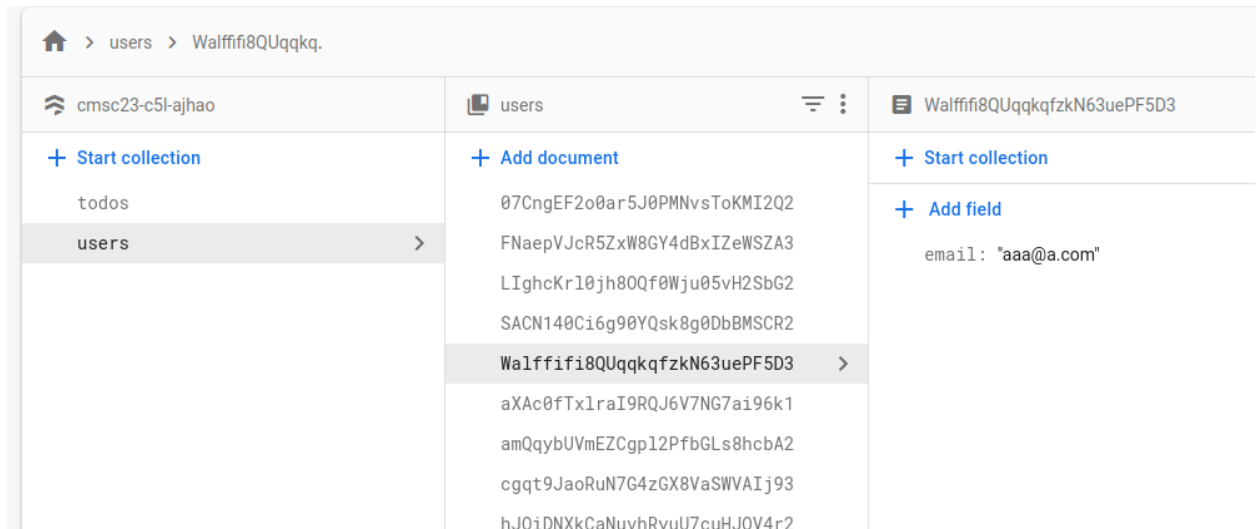 users > Walffifi8QUqqkq.
cmsc23-c5l-ajhao
users
Walffifi8QUqqkqfzkN63uePF5D3
+ Start collection
+ Add document
+ Start collection
todos
users
07CngEF2o0ar5J0PMNvsToKMI2Q2
FNaepVJcR5ZxW8GY4dBxIZeWSZA3
LIghcKrl0jh8OQf0Wju05vH2SbG2
SACN140Ci6g90YQsk8g0DbBMSCR2
Walffifi8QUqqkqfzkN63uePF5D3
aXAc0fTxlraI9RQJ6V7NG7ai96k1
amQqybUVmEZCgpl2PfbGLs8hcbA2
cgqt9JaoRuN7G4zGX8VaSWVAIj93
+ Add field
email: "aaa@a.com"